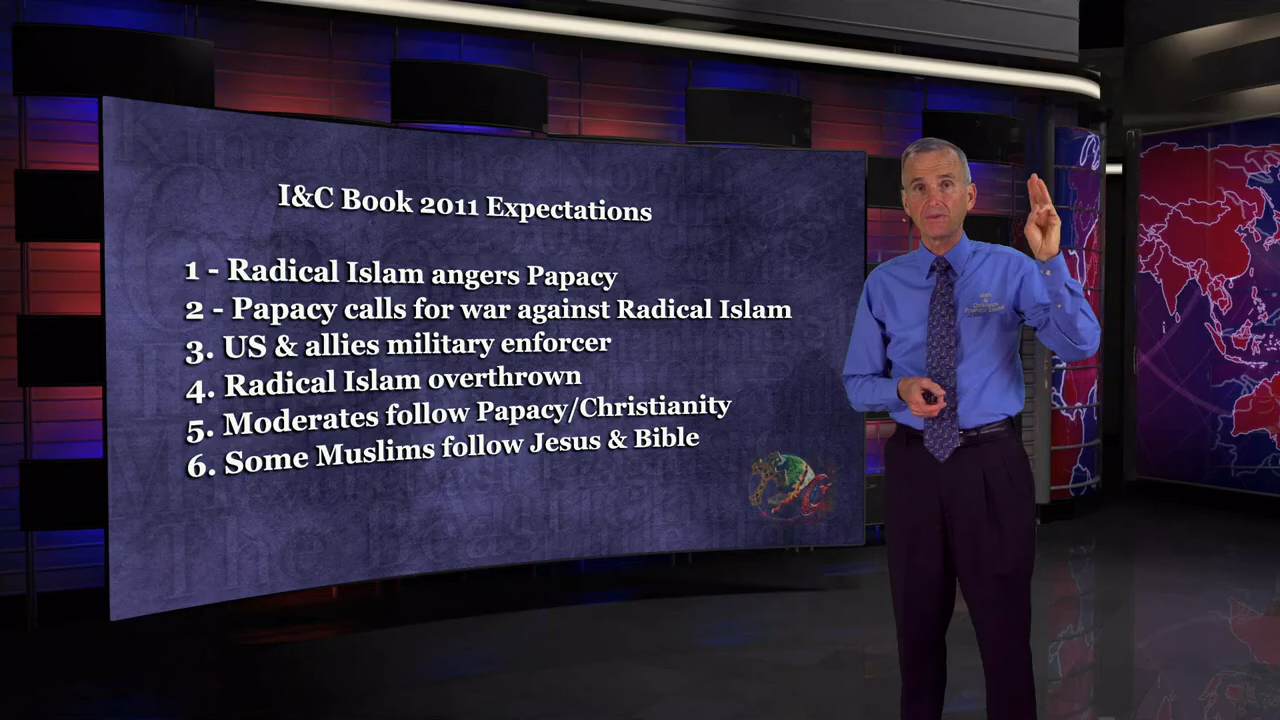 I&C Book 2011 Expectations
1 - Radical Islam angers Papacy
2 - Papacy calls for war against Radical Islam
3. US & allies military enforcer
4. Radical Islam overthrown
5. Moderates follow Papacy/Christianity
6. Some Muslims follow Jesus & Bible